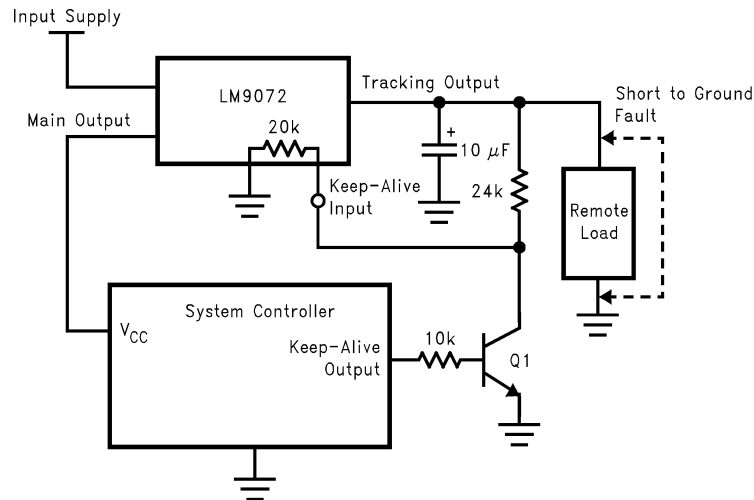 Input Supply
LM9072
Tracking Output
Short to Ground
Fault
Main Output
20k
+
10 μF
Keep-Alive
Input
24k
Remote
Load
System Controller
VCC
Keep-Alive
Output
10k
Q1